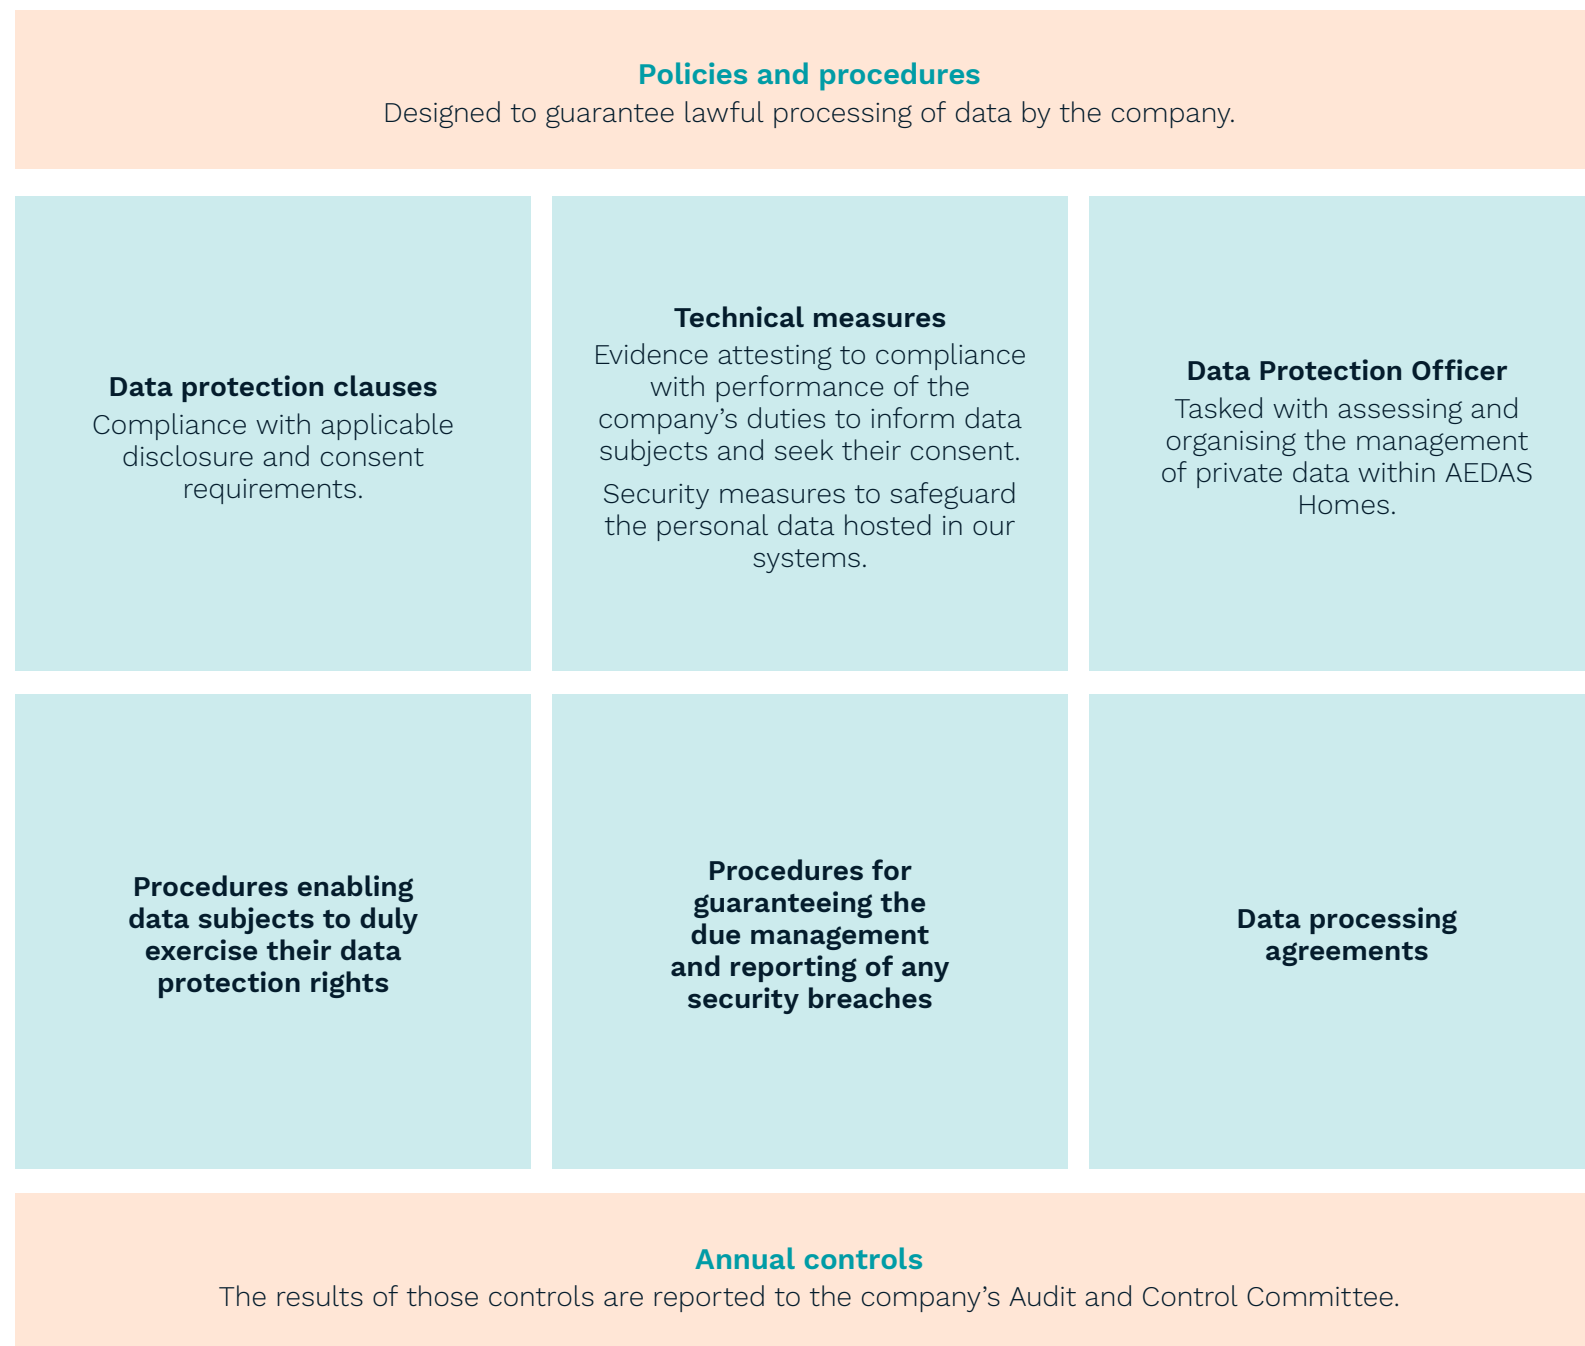 Policies and procedures
Designed to guarantee lawful processing of data by the company.
Data protection clauses
Compliance with applicable
disclosure and consent
requirements.
Technical measures
Evidence attesting to compliance
with performance of the
company’s duties to inform data
subjects and seek their consent.
Security measures to safeguard
the personal data hosted in our
systems.
Data Protection Officer
Tasked with assessing and
organising the management
of private data within AEDAS
Homes.
Procedures enabling
data subjects to duly
exercise their data
protection rights
Procedures for
guaranteeing the
due management
and reporting of any
security breaches
Data processing
agreements
Annual controls
The results of those controls are reported to the company’s Audit and Control Committee.